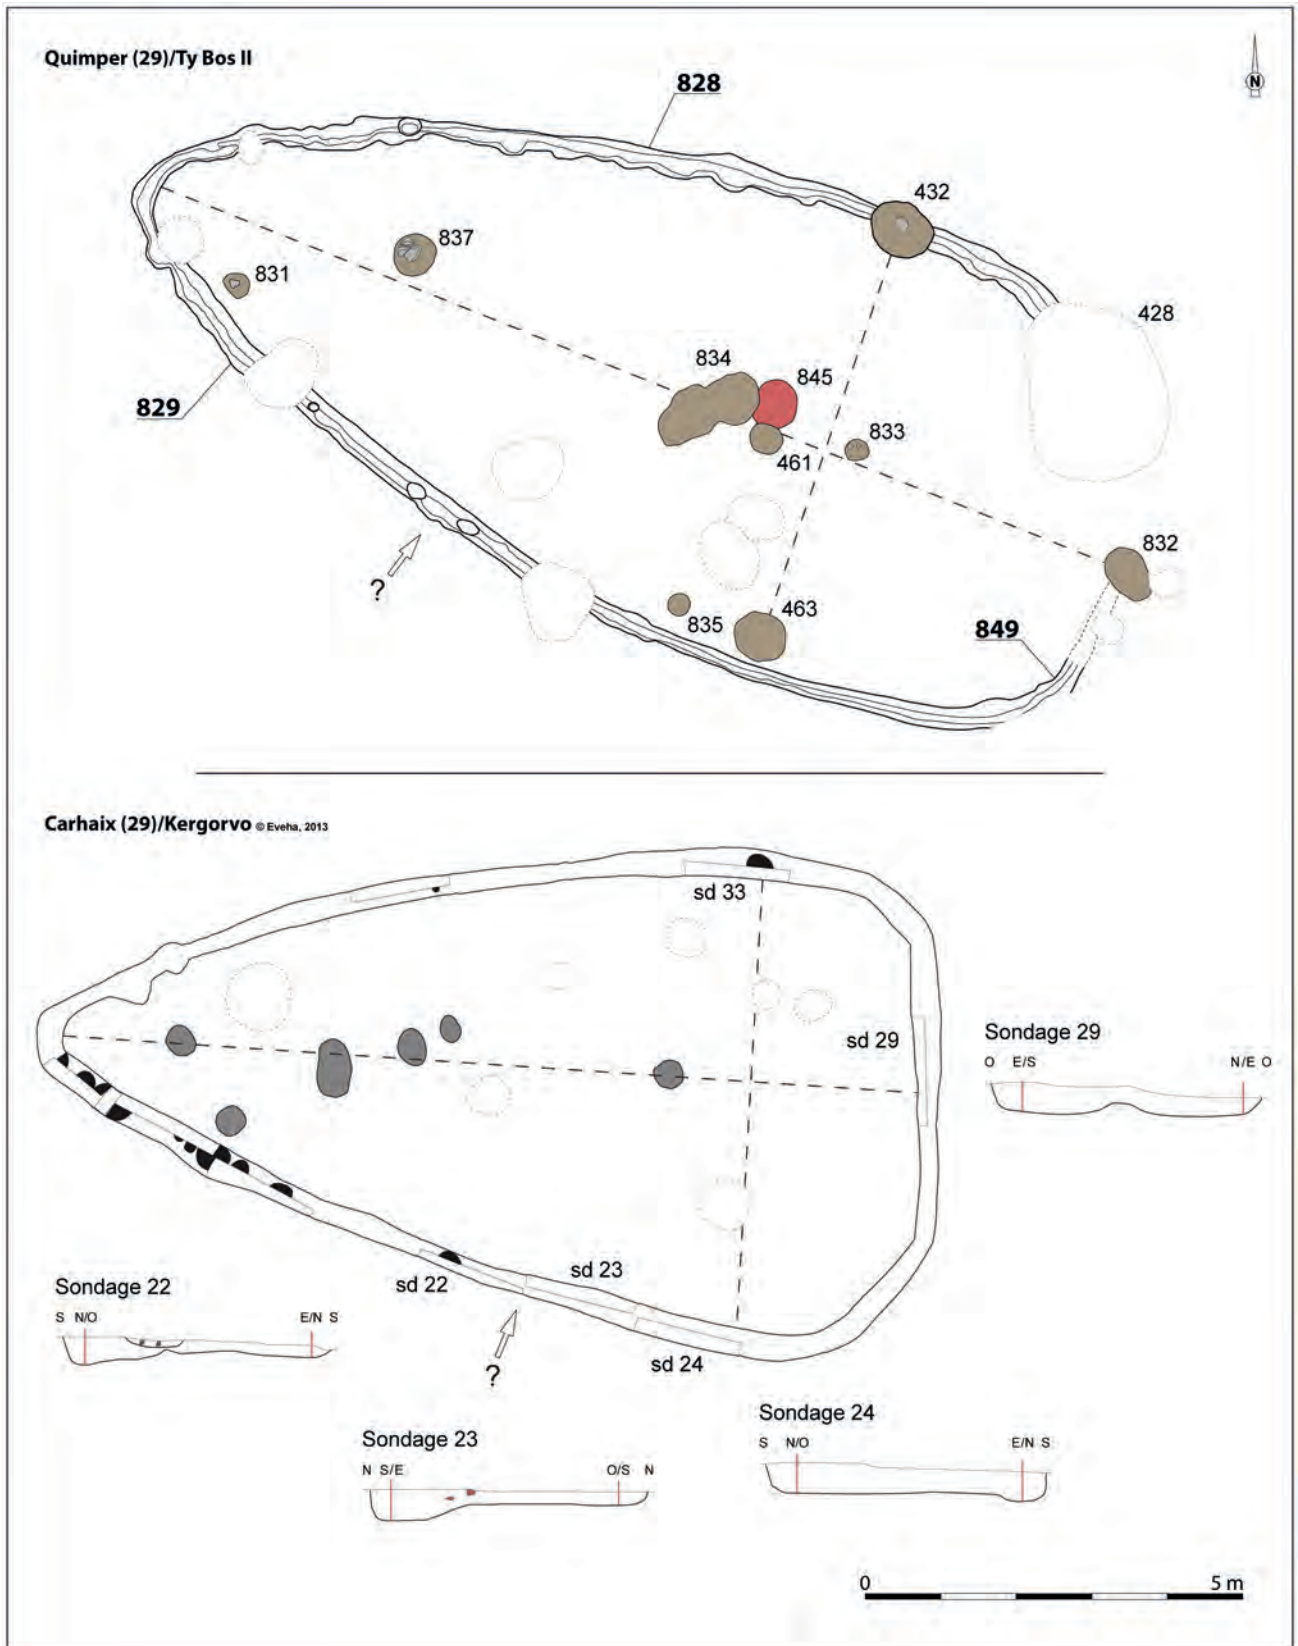 Quimper (29)/Ty Bos II
N
828
432
837
831
428
834
845
829
833
461
832
?
835
463
849
Carhaix (29)/Kergorvo © Eveha, 2013
sd 33
sd 29
Sondage 29
O E/S N/E O
sd 23
sd 22
Sondage 22
S N/O E/N S
?
sd 24
Sondage 24
S N/O E/N S
Sondage 23
N S/E O/S N
0 5 m